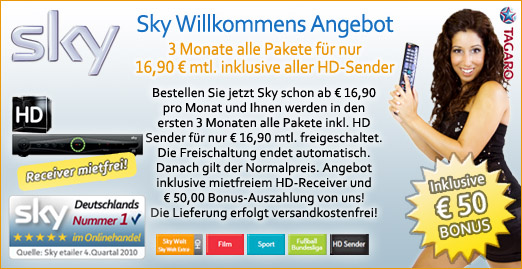 sky
Sky Willkommens Angebot
3 Monate alle Pakete für nur
16,90 € mtl. inklusive aller HD-Sender
TAGARO
HD
Receiver mietfrei!
Bestellen Sie jetzt Sky schon ab € 16,90
pro Monat und Ihnen werden in den
ersten 3 Monaten alle Pakete inkl. HD
Sender für nur € 16,90 mtl. freigeschaltet.
Die Freischaltung endet automatisch.
Danach gilt der Normalpreis. Angebot
inklusive mietfreiem HD-Receiver und
€ 50,00 Bonus-Auszahlung von uns!
Die Lieferung erfolgt versandkostenfrei!
sky
Deutschlands
Nummer 1
im Onlinehandel
Quelle: Sky etailer 4.Quartal 2010
Sky Welt
Sky Welt Extra
Film
Sport
Fußball
Bundesliga
HD Sender
Inklusive
€ 50
BONUS